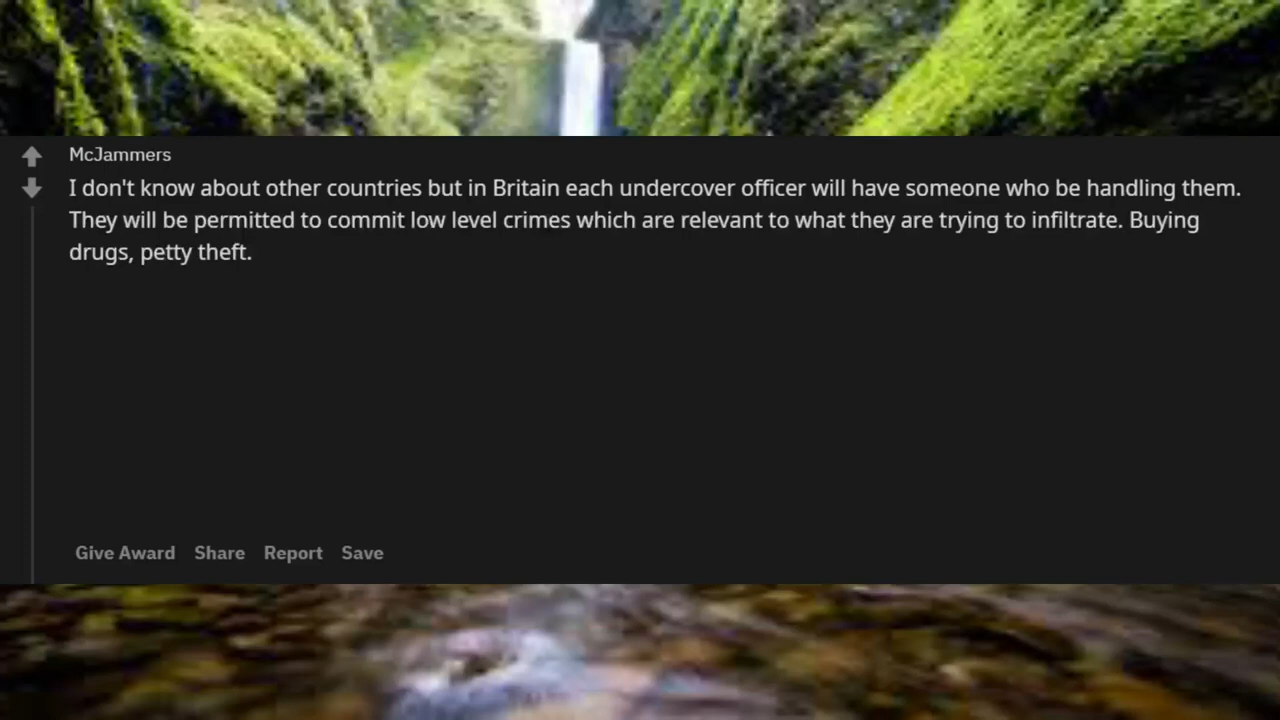 McJammers
I don't know about other countries but in Britain each undercover officer will have someone who be handling them.
They will be permitted to commit low level crimes which are relevant to what they are trying to infiltrate. Buying
drugs, petty theft.
Give Award Share Report Save